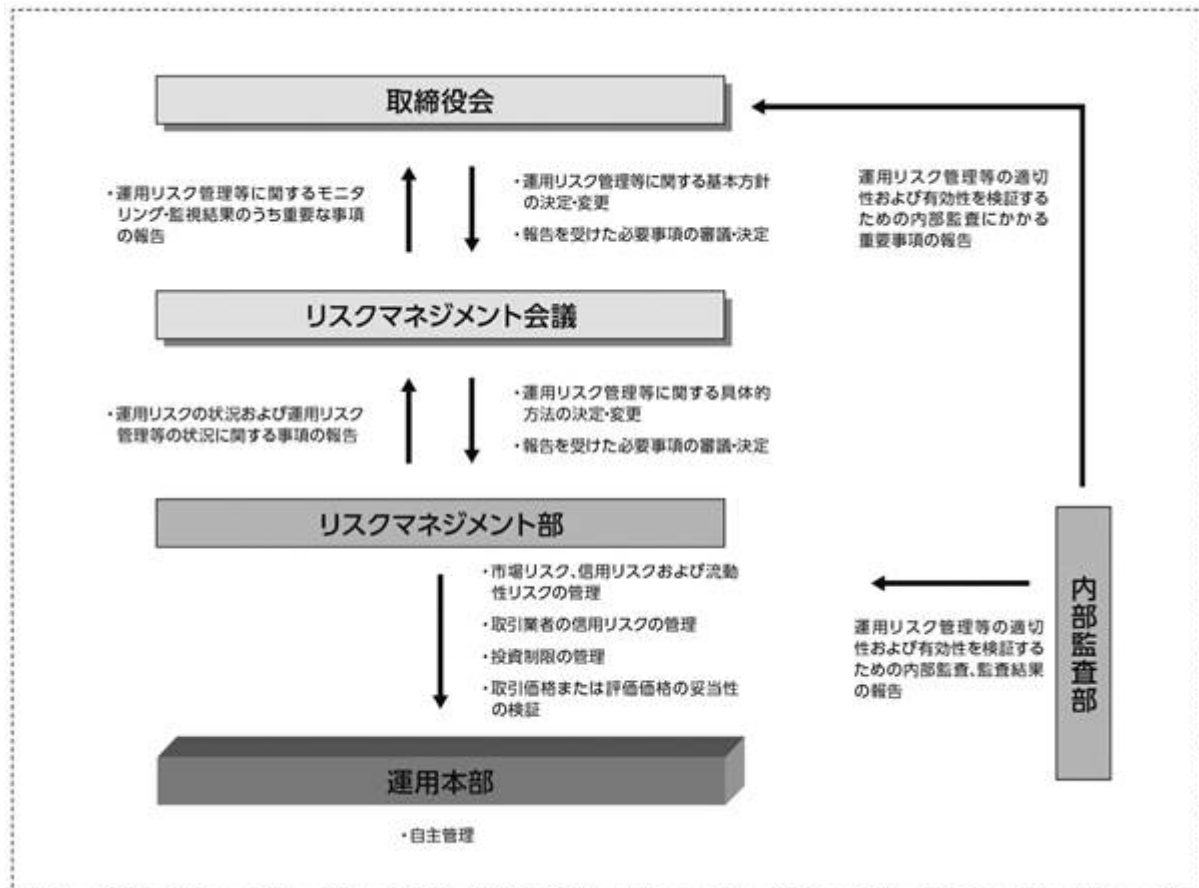 取締役会
・運用リスク管理等に関するモニタ
リング・監視結果のうち重要な事項
の報告
・運用リスク管理等に関する基本方針
の決定・変更
・報告を受けた必要事項の審議・決定
運用リスク管理等の適切
性および有効性を検証す
るための内部監査にかかる
重要事項の報告
リスクマネジメント会議
・運用リスクの状況および運用リスク
管理等の状況に関する事項の報告
・運用リスク管理等に関する具体的
方法の決定・変更
・報告を受けた必要事項の審議・決定
リスクマネジメント部
・市場リスク、信用リスクおよび流動
性リスクの管理
・取引業者の信用リスクの管理
・投資制限の管理
・取引価格または評価価格の妥当性
の検証
運用リスク管理等の適切
性および有効性を検証する
ための内部監査、監査結果
の報告
内部監査部
運用本部
・自主管理